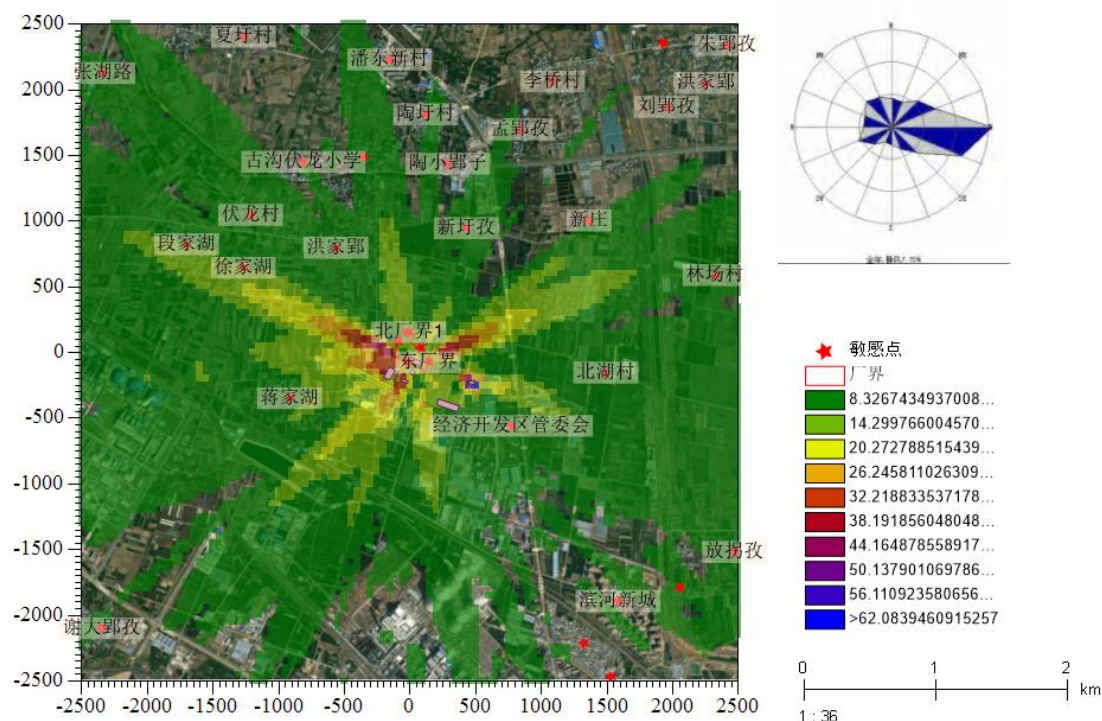 2500
2000
1500
1000
500
0
-500
-1000
-1500
-2000
-2500
-2500 -2000 -1500 -1000 -500 0 500 1000 1500 2000 2500
夏圩村
朱郢孜
潘东新村
张湖路
李桥村
洪家郢
陶圩村
刘郢孜
孟郢孜
古沟伏龙小学
陶小郢子
伏龙村
新圩孜
新庄
段家湖
洪家郢
徐家湖
林场村
北厂界1
东厂界
北湖村
蒋家湖
经济开发区管委会
放拐孜
滨河新城
谢大郢孜
敏感点
厂界
8.3267434937008...
14.299766004570...
20.272788515439...
26.245811026309...
32.218833537178...
38.191856048048...
44.164878558917...
50.137901069786...
56.110923580656...
>62.0839460915257
0 1 2
km
1:36